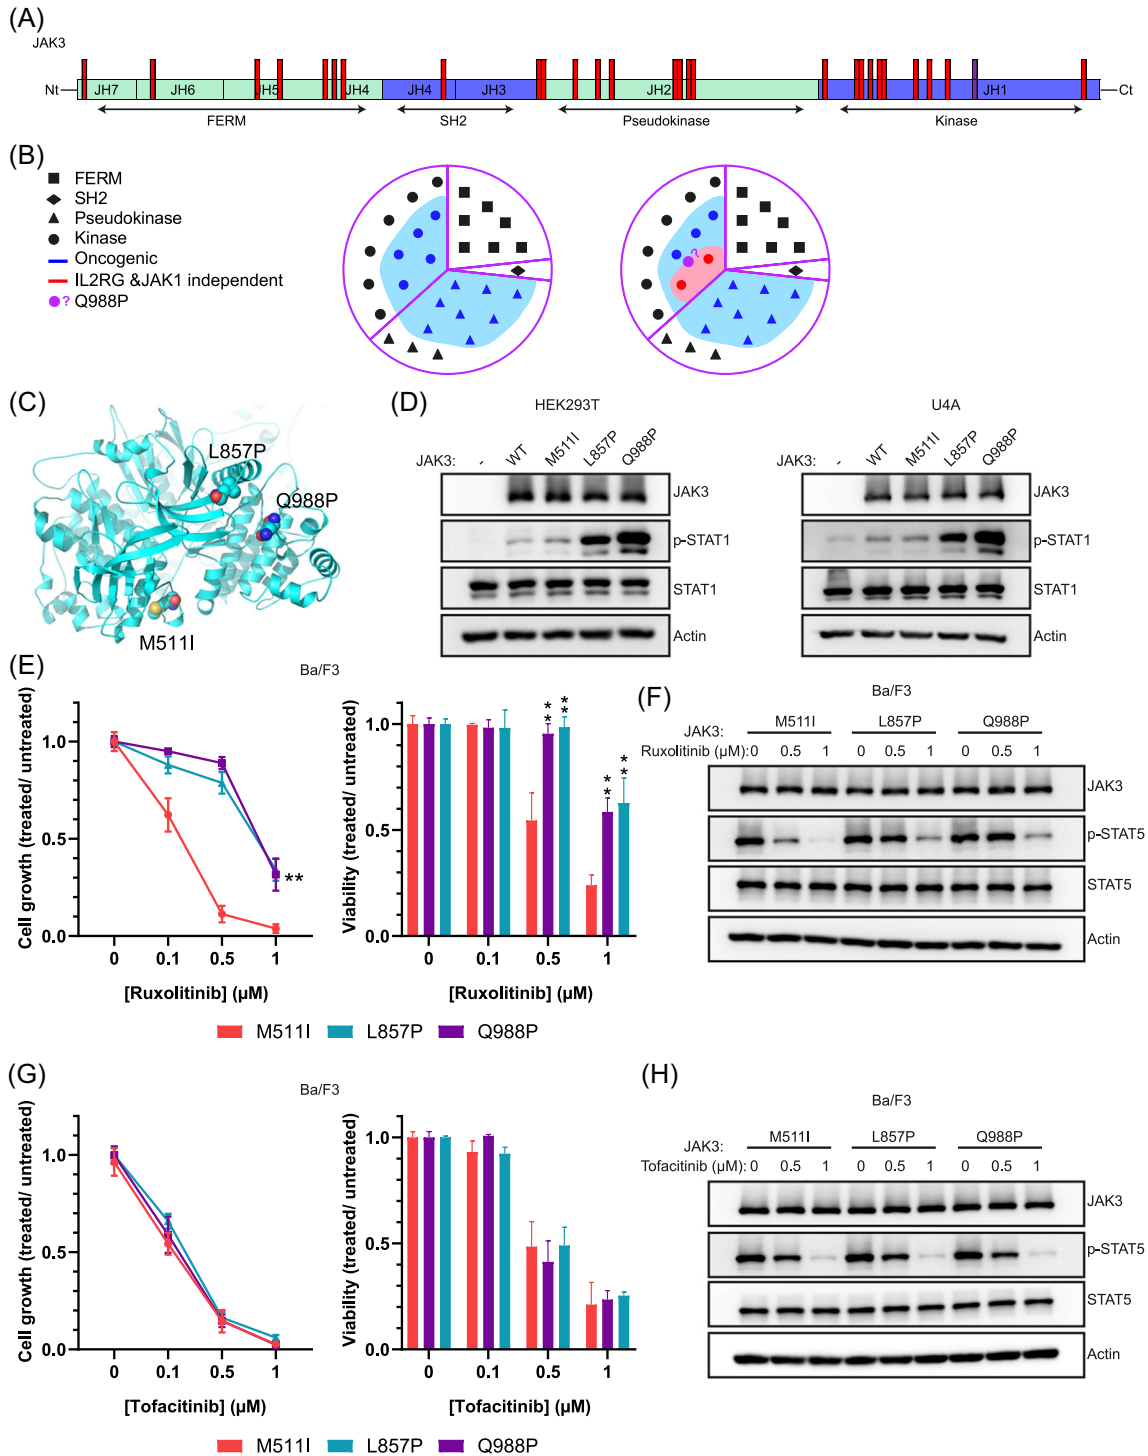 (A)
JAK3
Nt
JH7
JH6
JH5
JH4
JH4
JH3
JH2
JH1
Ct
FERM
SH2
Pseudokinase
Kinase
(B)
FERM
SH2
Pseudokinase
Kinase
Oncogenic
IL2RG &JAK1 independent
? Q988P
?
(C)
L857P
Q988P
M511I
(D)
HEK293T
JAK3: - WT M511I L857P Q988P
JAK3
p-STAT1
STAT1
Actin
U4A
JAK3: - WT M511I L857P Q988P
JAK3
p-STAT1
STAT1
Actin
(E)
Ba/F3
Cell growth (treated/ untreated)
1.0
0.5
0.0
**
0 0.1 0.5 1
[Ruxolitinib] (µM)
Viability (treated/ untreated)
1.0
0.5
0.0
** ** ** **
0 0.1 0.5 1
[Ruxolitinib] (µM)
M511I L857P Q988P
(F)
Ba/F3
JAK3: M511I L857P Q988P
Ruxolitinib (µM): 0 0.5 1 0 0.5 1 0 0.5 1
JAK3
p-STAT5
STAT5
Actin
(G)
Ba/F3
Cell growth (treated/ untreated)
1.0
0.5
0.0
0 0.1 0.5 1
[Tofacitinib] (µM)
Viability (treated/ untreated)
1.0
0.5
0.0
0 0.1 0.5 1
[Tofacitinib] (µM)
M511I L857P Q988P
(H)
Ba/F3
JAK3: M511I L857P Q988P
Tofacitinib (µM): 0 0.5 1 0 0.5 1 0 0.5 1
JAK3
p-STAT5
STAT5
Actin